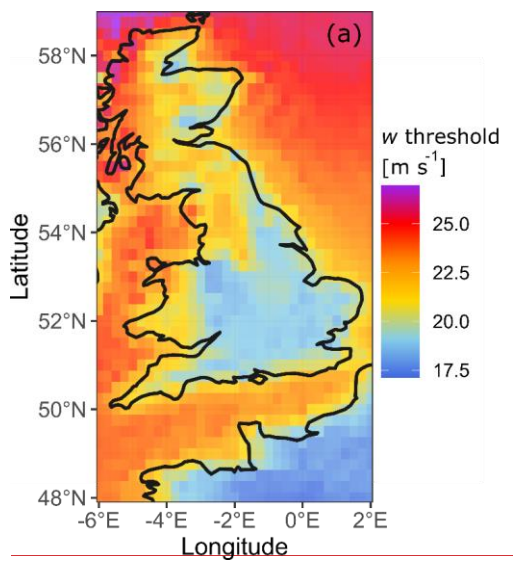 (a)
58°N
56°N
54°N
52°N
50°N
48°N
Latitude
-6°E -4°E -2°E 0°E 2°E
Longitude
w threshold
[m s⁻¹]
25.0
22.5
20.0
17.5